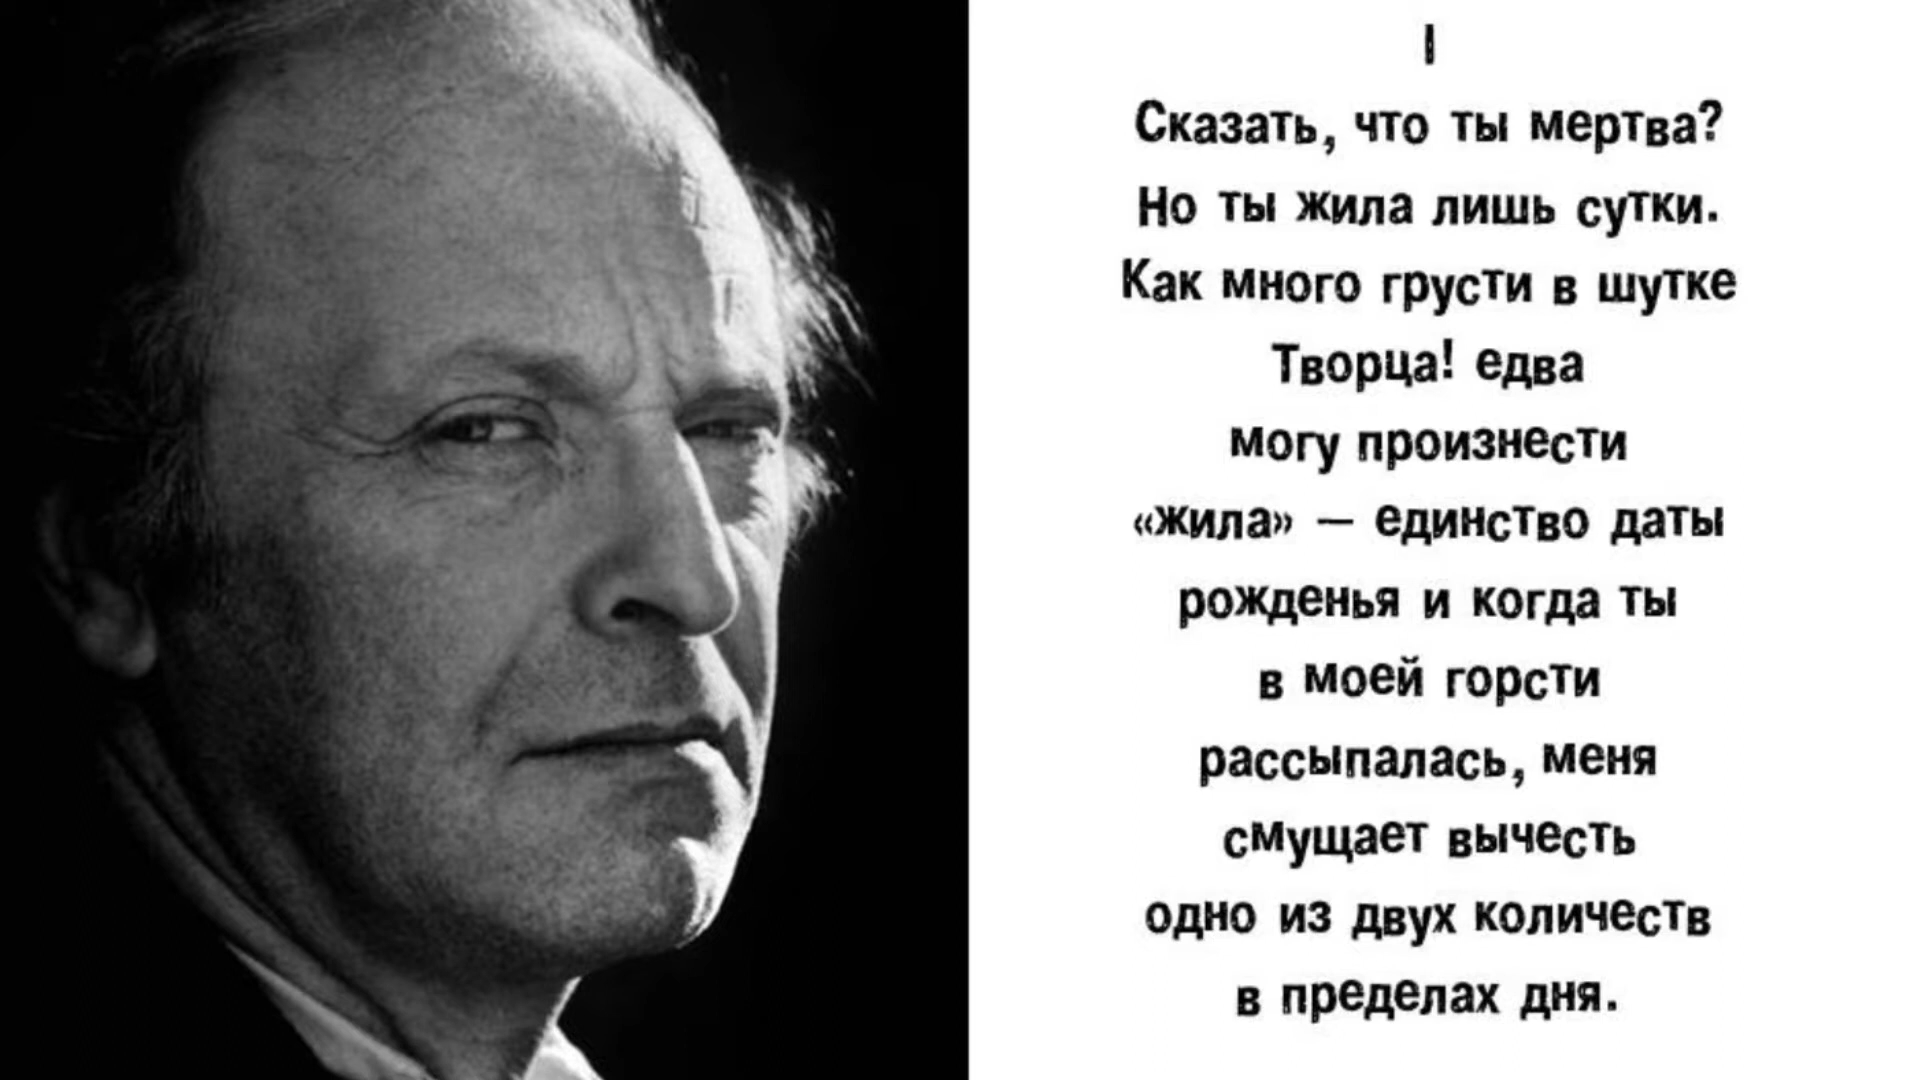 I
Сказать, что ты мертва?
Но ты жила лишь сутки.
Как много грусти в шутке
Творца! едва
могу произнести
«жила» — единство даты
рожденья и когда ты
в моей горсти
рассыпалась, меня
смущает вычесть
одно из двух количеств
в пределах дня.